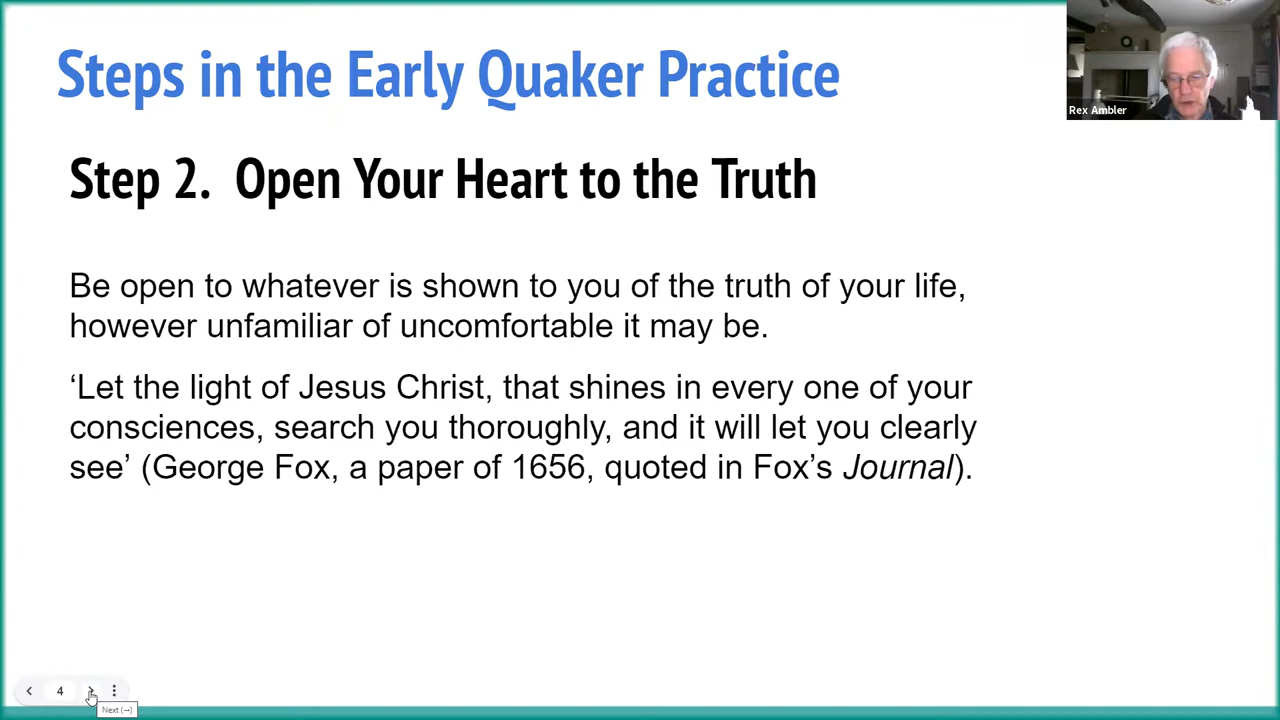 Steps in the Early Quaker Practice
Rex Ambler
Step 2. Open Your Heart to the Truth
Be open to whatever is shown to you of the truth of your life,
however unfamiliar of uncomfortable it may be.
‘Let the light of Jesus Christ, that shines in every one of your
consciences, search you thoroughly, and it will let you clearly
see’ (George Fox, a paper of 1656, quoted in Fox’s Journal).
4
Next (→)